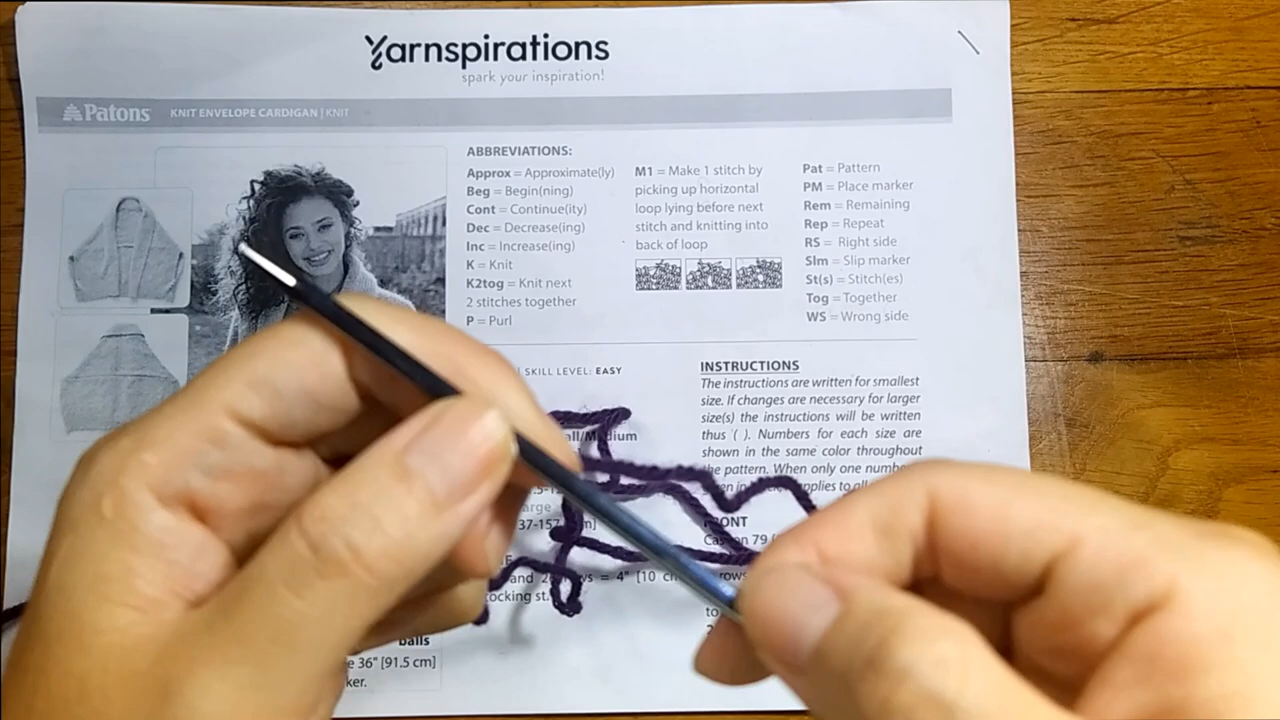 Yarnspirations
spark your inspiration!
Patons KNIT ENVELOPE CARDIGAN | KNIT
ABBREVIATIONS:
Approx = Approximate(ly)
Beg = Begin(ning)
Cont = Continue(ity)
Dec = Decrease(ing)
Inc = Increase(ing)
K = Knit
K2tog = Knit next
2 stitches together
P = Purl
M1 = Make 1 stitch by
picking up horizontal
loop lying before next
stitch and knitting into
back of loop
Pat = Pattern
PM = Place marker
Rem = Remaining
Rep = Repeat
RS = Right side
Slm = Slip marker
St(s) = Stitch(es)
Tog = Together
WS = Wrong side
| SKILL LEVEL: EASY
balls
36" [91.5 cm]
INSTRUCTIONS
The instructions are written for smallest
size. If changes are necessary for larger
size(s) the instructions will be written
thus ( ). Numbers for each size are
shown in the same color throughout
the pattern. When only one number
applies to all
79
= 4" [10